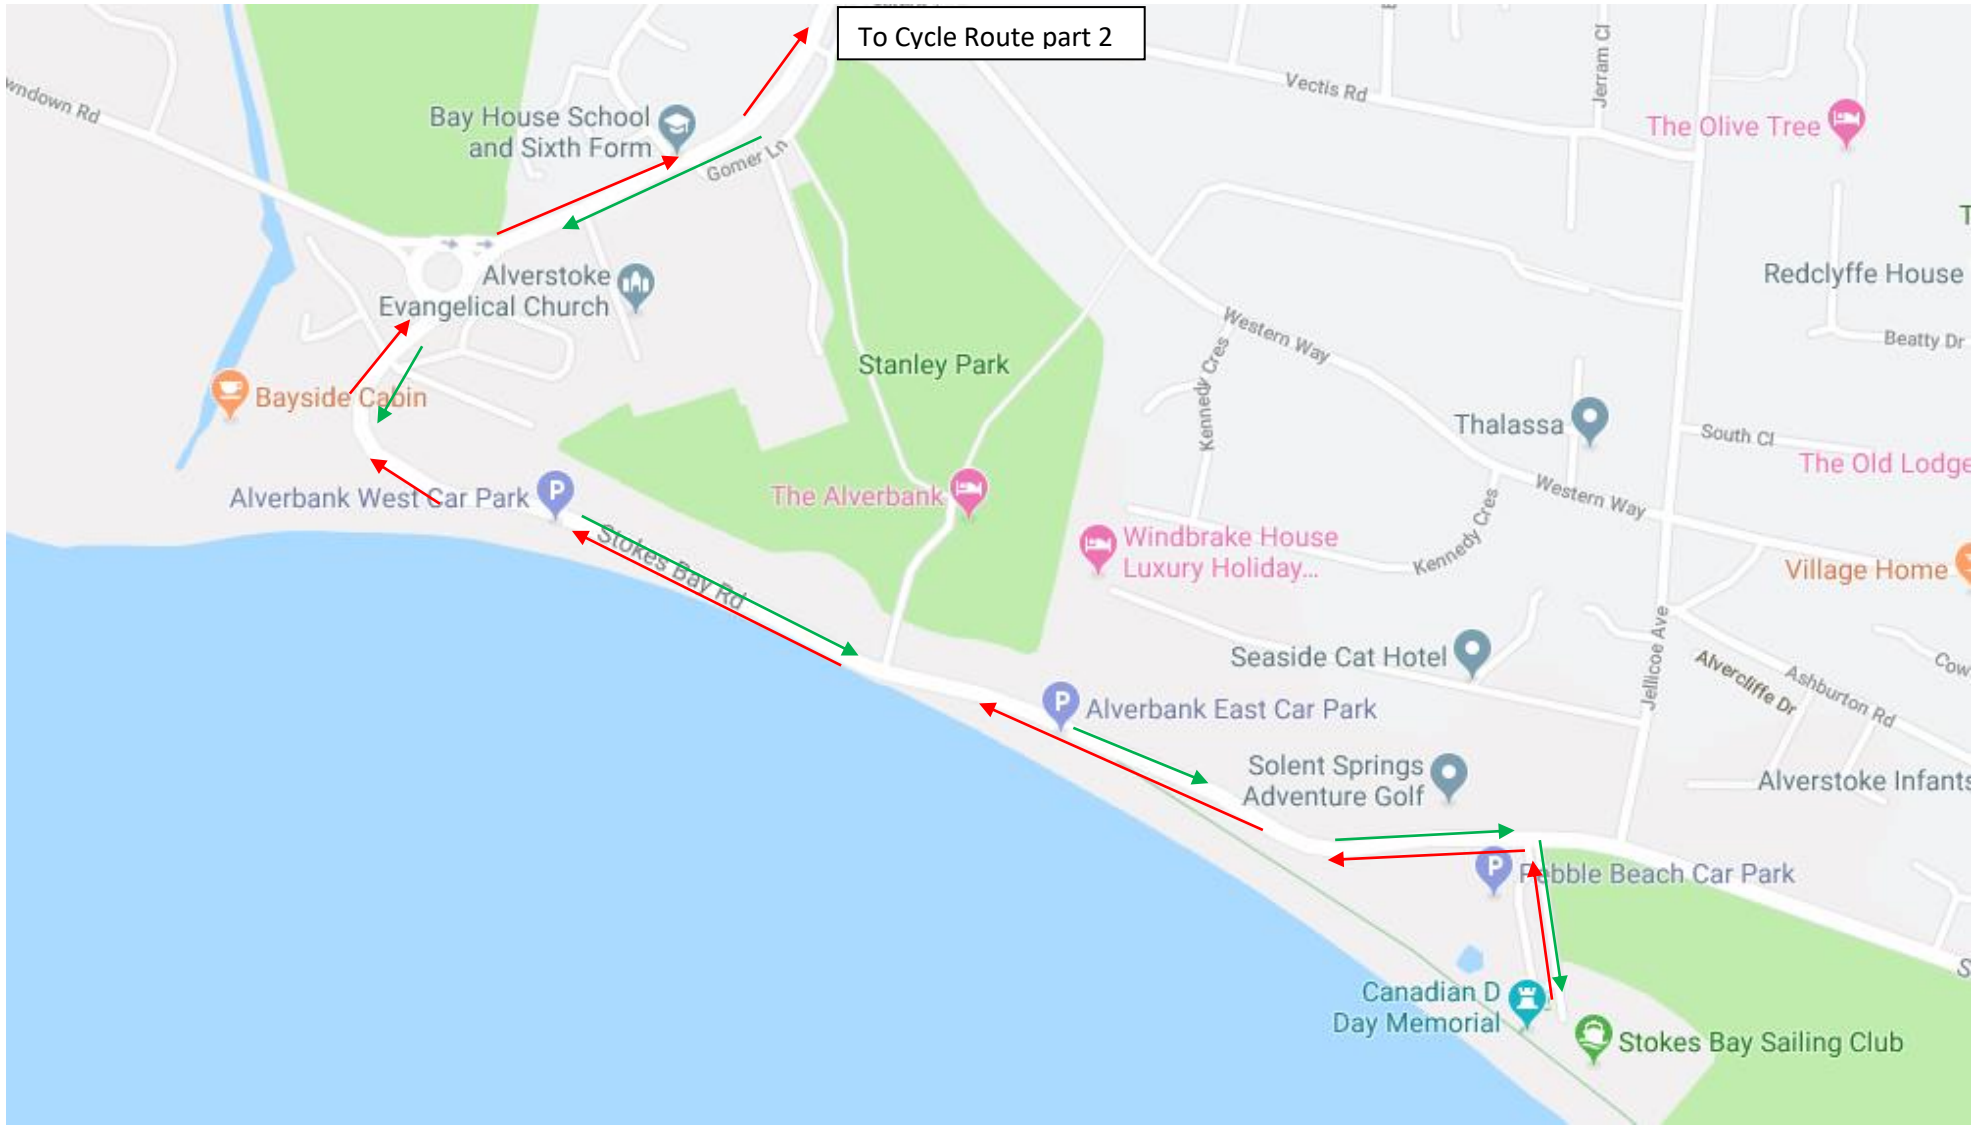 To Cycle Route part 2
wndown Rd
Bay House School
and Sixth Form
Gomer Ln
Vectis Rd
Jerram Cl
The Olive Tree
Alverstoke
Evangelical Church
Redclyffe House
Beatty Dr
Western Way
Kennedy Cres
Stanley Park
Bayside Cabin
Thalassa
South Cl
The Old Lodge
Alverbank West Car Park
The Alverbank
Western Way
Kennedy Cres
Windbrake House
Luxury Holiday...
Village Home
Stokes Bay Rd
Jellicoe Ave
Seaside Cat Hotel
Alvercliffe Dr
Ashburton Rd
Cow
Alverbank East Car Park
Solent Springs
Adventure Golf
Alverstoke Infants
Pebble Beach Car Park
Canadian D
Day Memorial
Stokes Bay Sailing Club